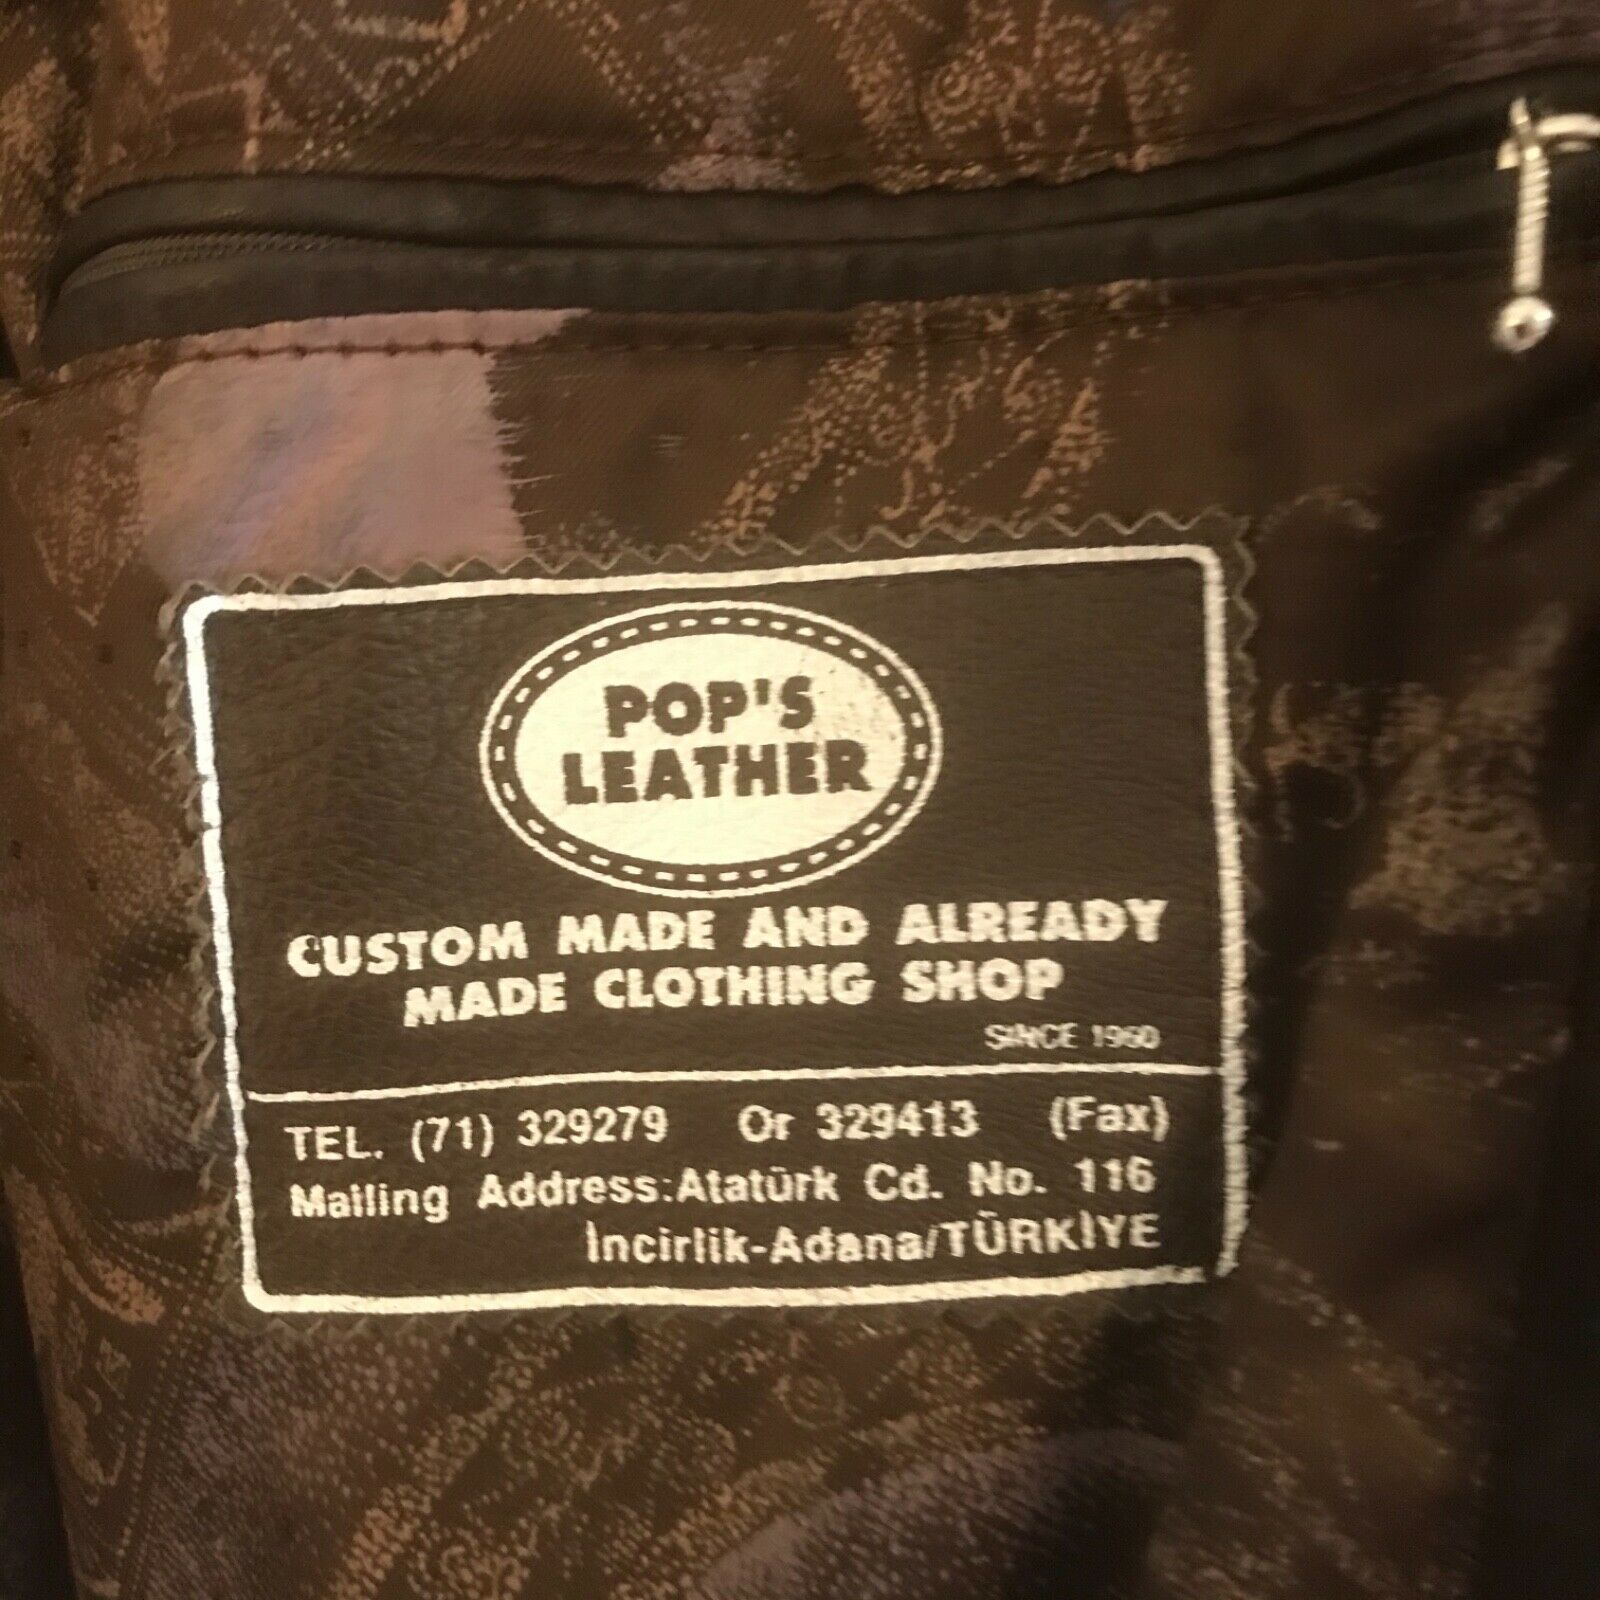 POP'S
LEATHER
CUSTOM MADE AND ALREADY
MADE CLOTHING SHOP
SINCE 1960
TEL. (71) 329279 Or 329413 (Fax)
Mailing Address:Atatürk Cd. No. 116
İncirlik-Adana/TÜRKİYE